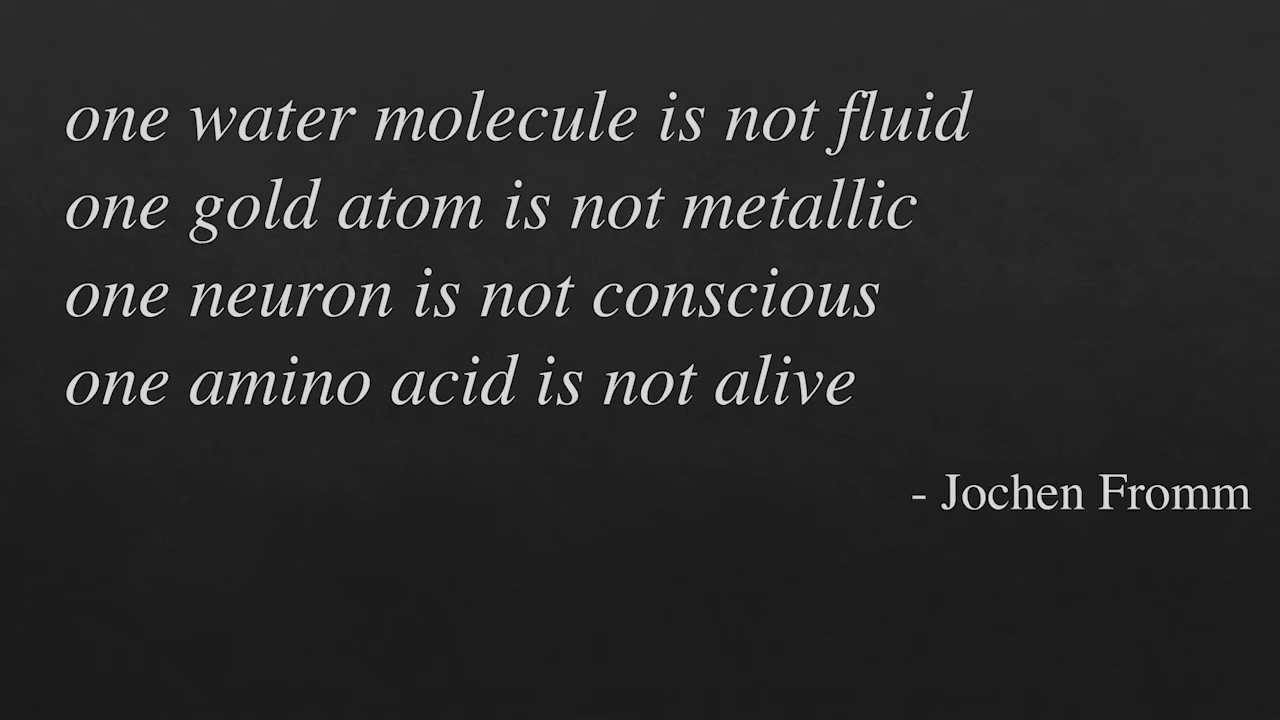 one water molecule is not fluid
one gold atom is not metallic
one neuron is not conscious
one amino acid is not alive
- Jochen Fromm